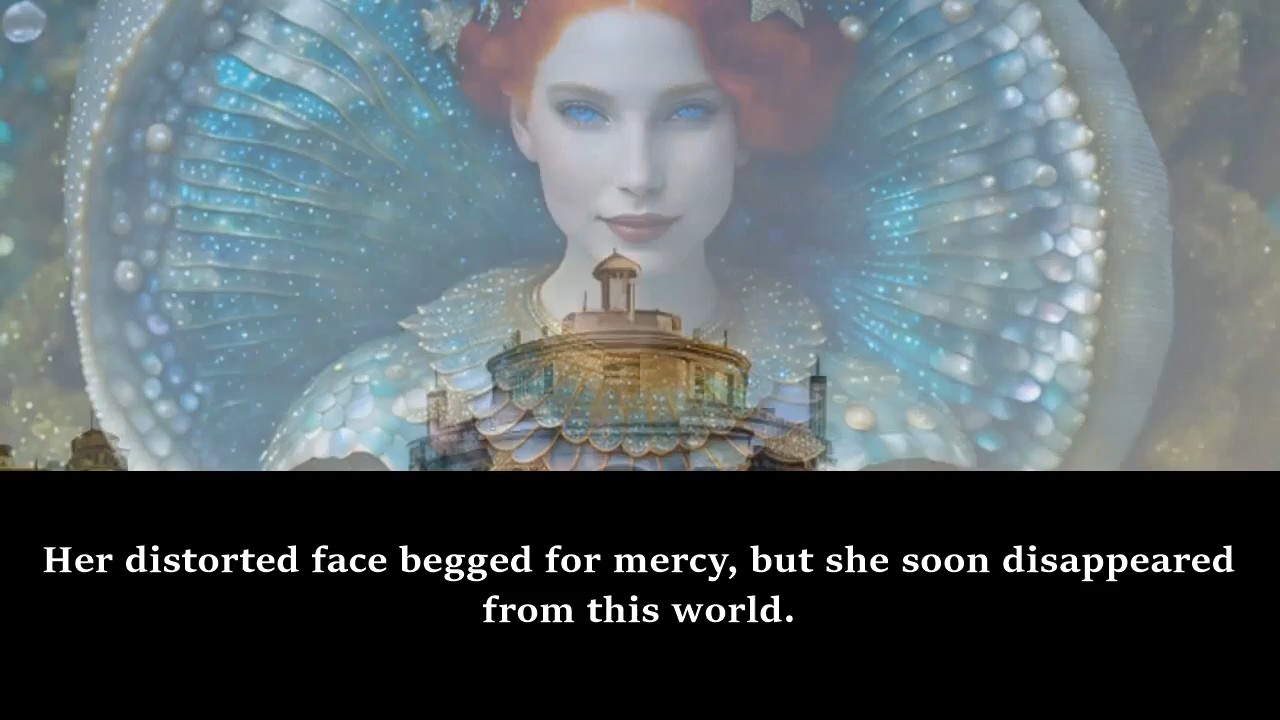 Her distorted face begged for mercy, but she soon disappeared
from this world.